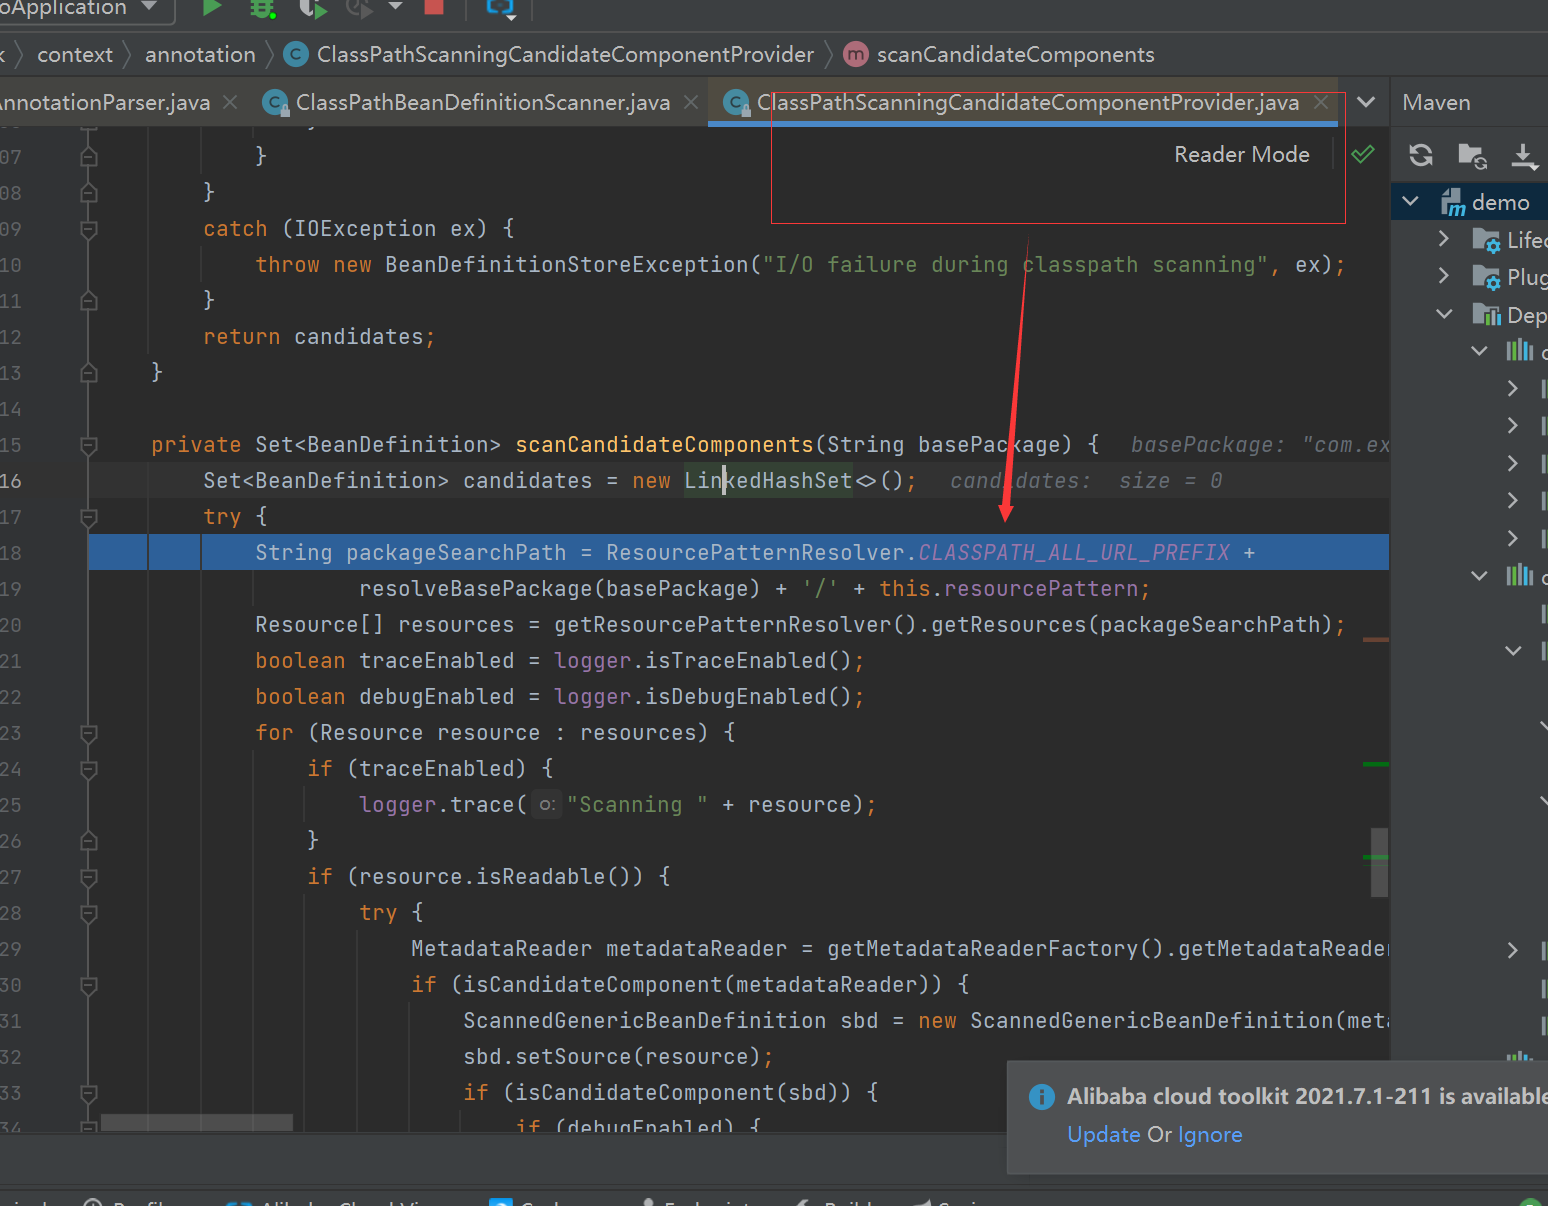 oApplication
context annotation ClassPathScanningCandidateComponentProvider scanCandidateComponents
nnotationParser.java ClassPathBeanDefinitionScanner.java ClassPathScanningCandidateComponentProvider.java Maven
Reader Mode
07 }
08 }
09 catch (IOException ex) {
10 throw new BeanDefinitionStoreException("I/O failure during classpath scanning", ex);
11 }
12 return candidates;
13 }
14
15 private Set<BeanDefinition> scanCandidateComponents(String basePackage) { basePackage: "com.ex
16 Set<BeanDefinition> candidates = new LinkedHashSet<>(); candidates: size = 0
17 try {
18 String packageSearchPath = ResourcePatternResolver.CLASSPATH_ALL_URL_PREFIX +
19 resolveBasePackage(basePackage) + '/' + this.resourcePattern;
20 Resource[] resources = getResourcePatternResolver().getResources(packageSearchPath);
21 boolean traceEnabled = logger.isTraceEnabled();
22 boolean debugEnabled = logger.isDebugEnabled();
23 for (Resource resource : resources) {
24 if (traceEnabled) {
25 logger.trace( o: "Scanning " + resource);
26 }
27 if (resource.isReadable()) {
28 try {
29 MetadataReader metadataReader = getMetadataReaderFactory().getMetadataReader
30 if (isCandidateComponent(metadataReader)) {
31 ScannedGenericBeanDefinition sbd = new ScannedGenericBeanDefinition(meta
32 sbd.setSource(resource);
33 if (isCandidateComponent(sbd)) {
34 if (debugEnabled) {
demo
Lifec
Plug
Dep
Alibaba cloud toolkit 2021.7.1-211 is available
Update Or Ignore